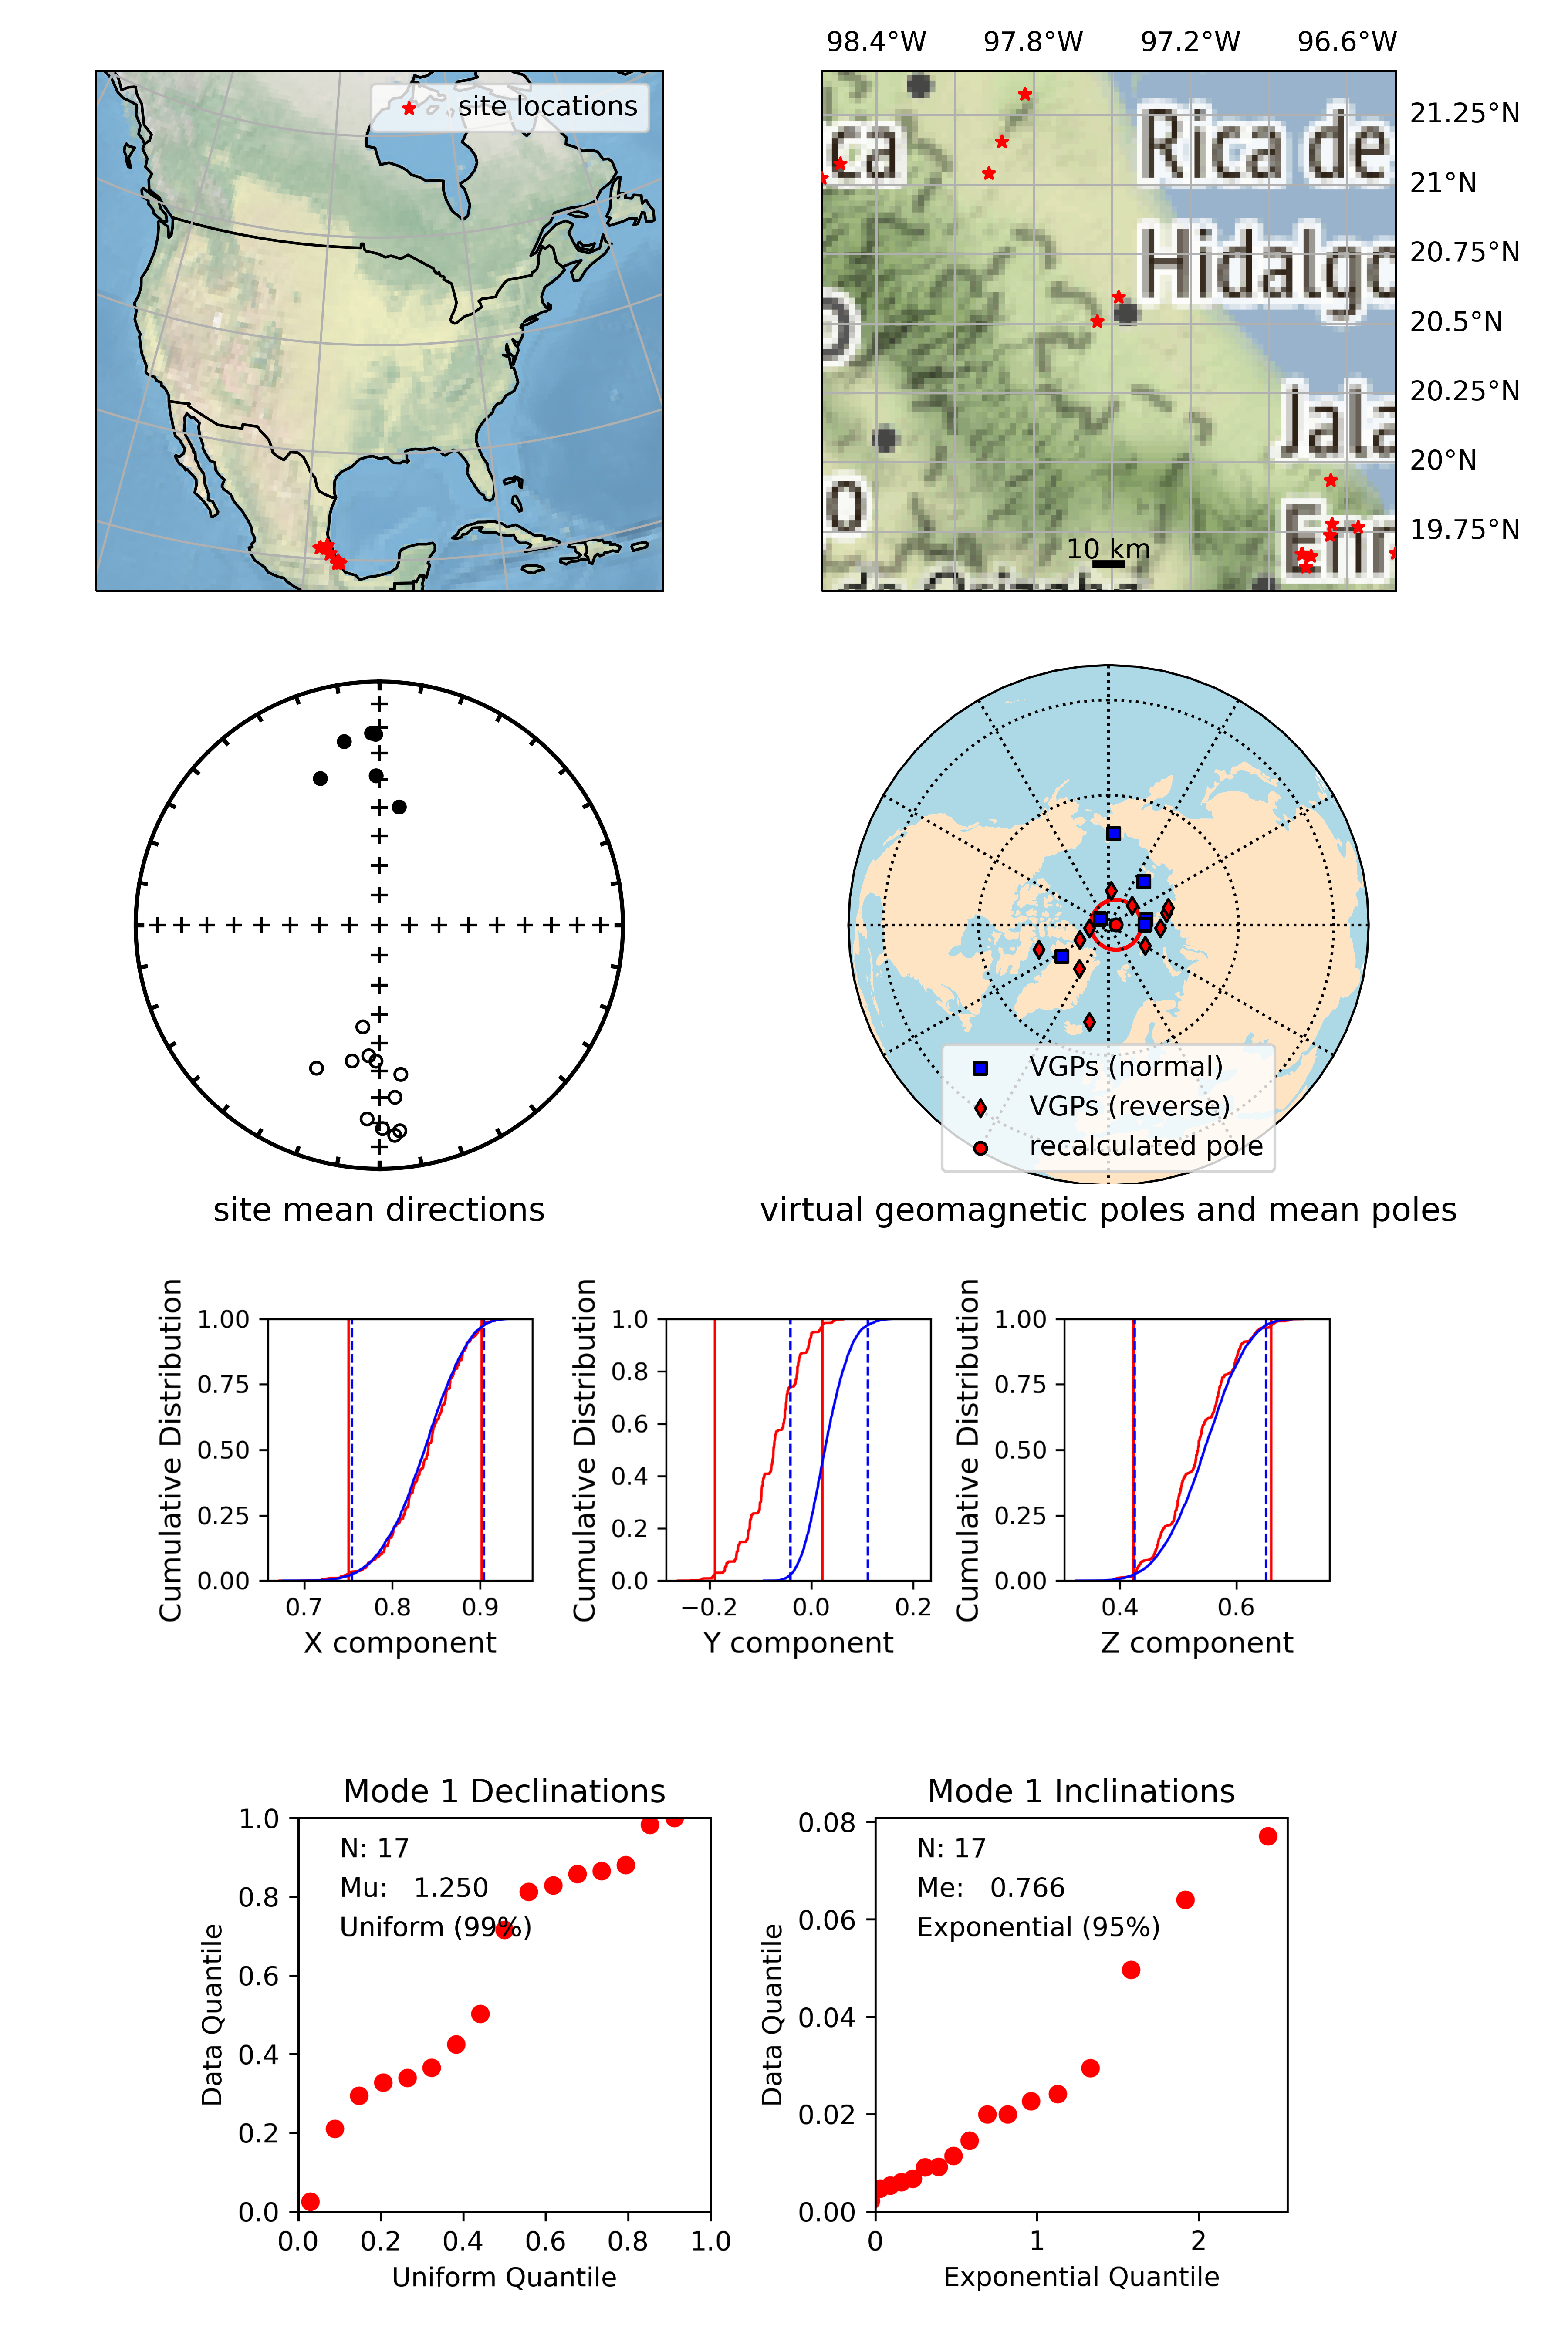 98.4°W 97.8°W 97.2°W 96.6°W
site locations
21.25°N
21°N
20.75°N
20.5°N
20.25°N
20°N
19.75°N
ca
Rica de
Hidalgo
Jala
o
10 km
site mean directions
VGPs (normal)
VGPs (reverse)
recalculated pole
virtual geomagnetic poles and mean poles
Cumulative Distribution
1.00
0.75
0.50
0.25
0.00
0.7 0.8 0.9
X component
Cumulative Distribution
1.0
0.8
0.6
0.4
0.2
0.0
−0.2 0.0 0.2
Y component
Cumulative Distribution
1.00
0.75
0.50
0.25
0.00
0.4 0.6
Z component
Mode 1 Declinations
N: 17
Mu: 1.250
Uniform (99%)
Data Quantile
1.0
0.8
0.6
0.4
0.2
0.0
0.0 0.2 0.4 0.6 0.8 1.0
Uniform Quantile
Mode 1 Inclinations
N: 17
Me: 0.766
Exponential (95%)
Data Quantile
0.08
0.06
0.04
0.02
0.00
0 1 2
Exponential Quantile